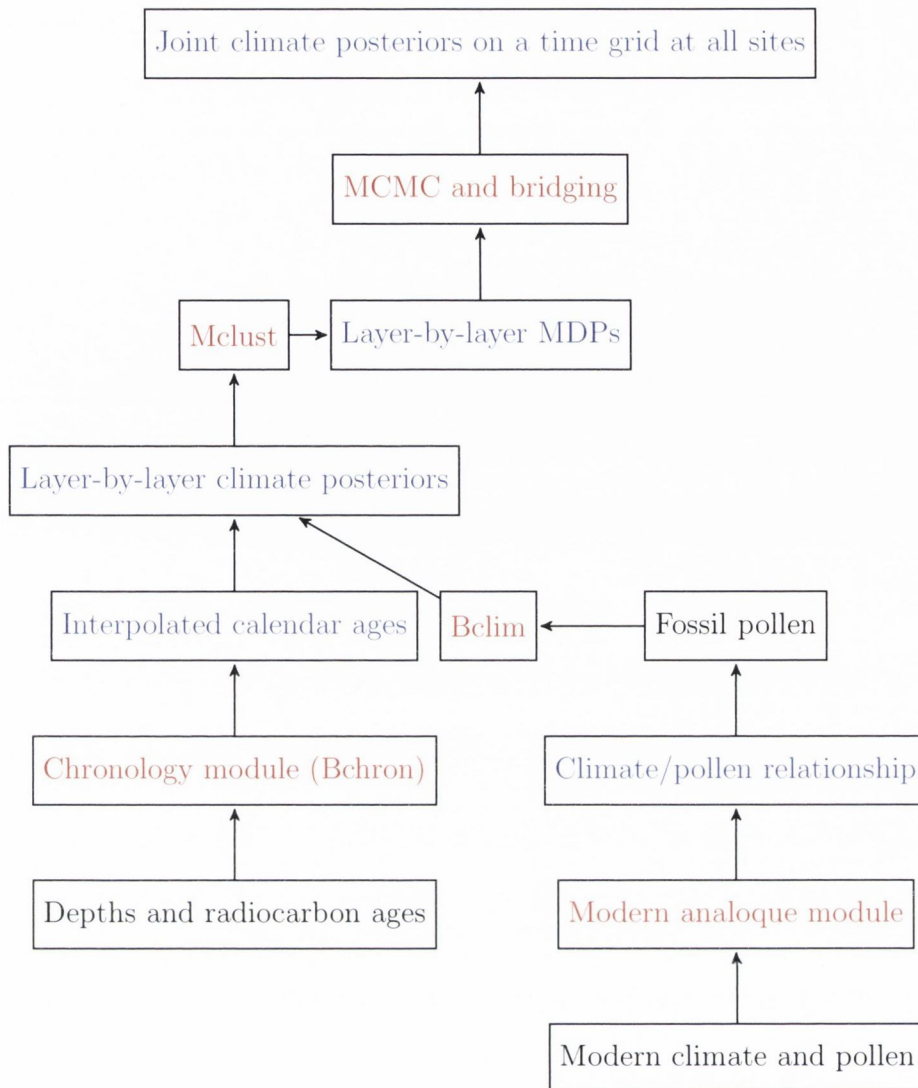 Joint climate posteriors on a time grid at all sites
MCMC and bridging
Mclust
Layer-by-layer MDPs
Layer-by-layer climate posteriors
Interpolated calendar ages
Bclim
Fossil pollen
Chronology module (Bchron)
Climate/pollen relationship
Depths and radiocarbon ages
Modern analoque module
Modern climate and pollen